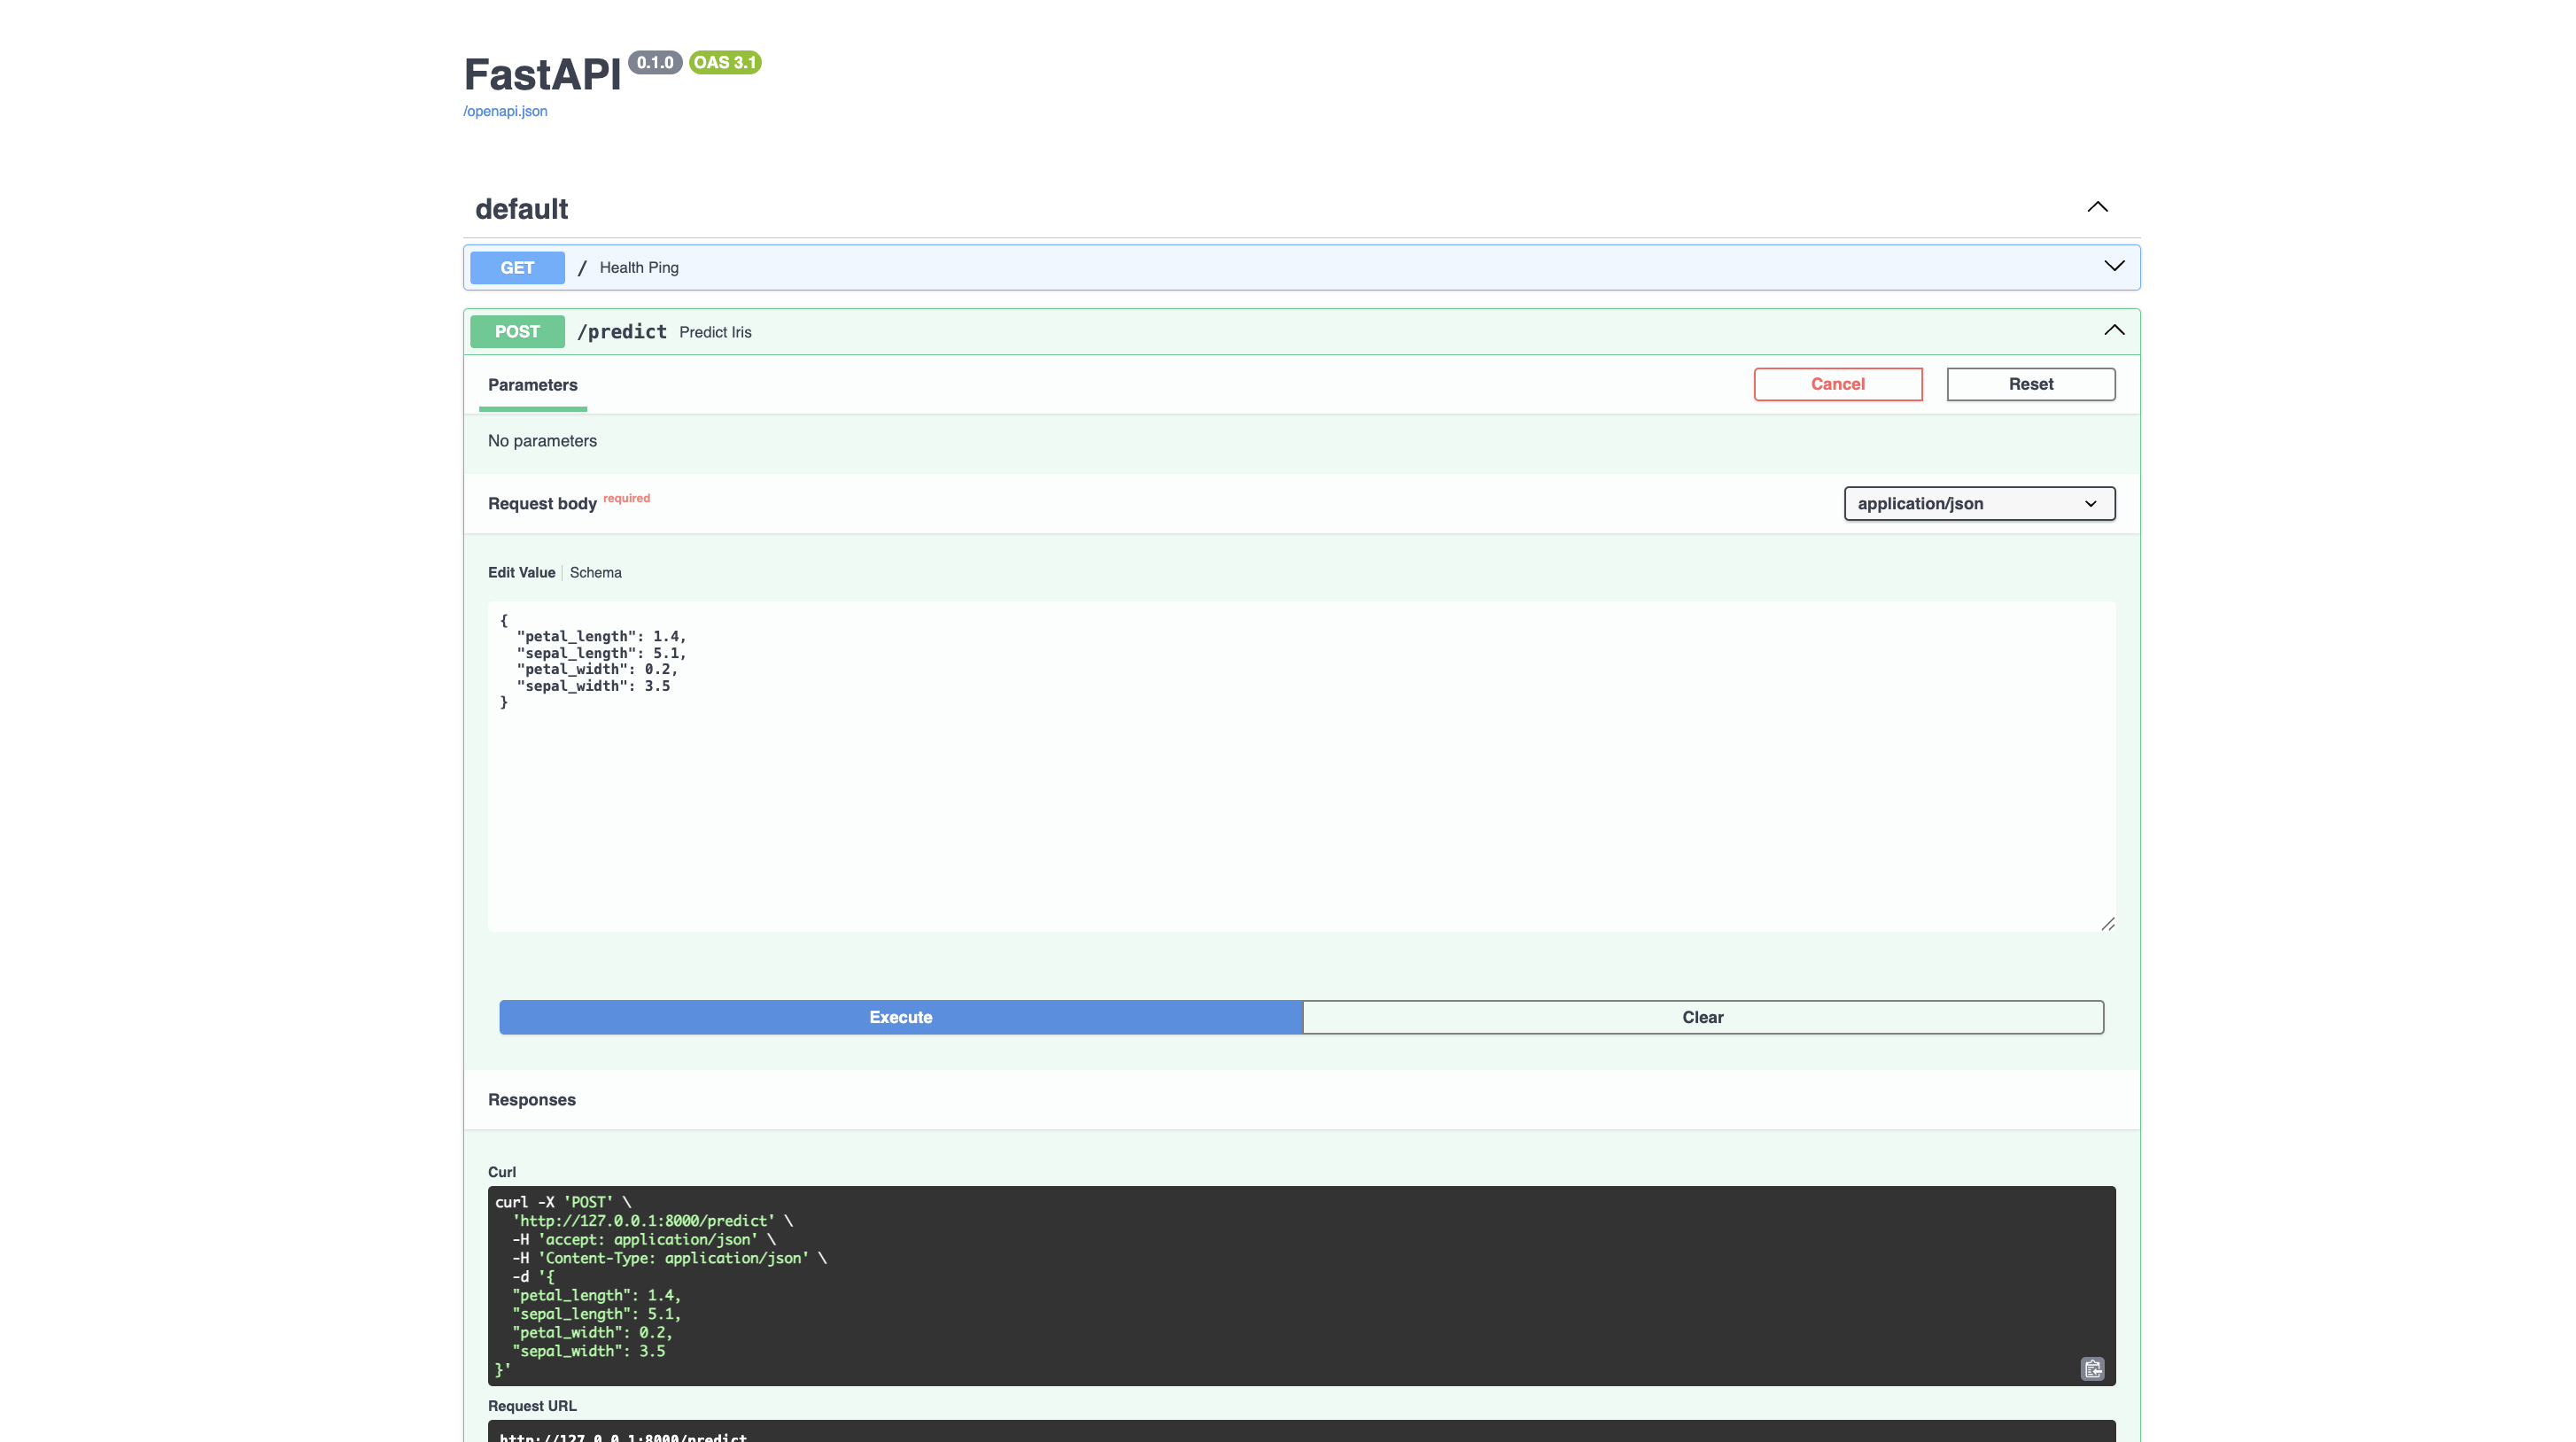 FastAPI 0.1.0 OAS 3.1
/openapi.json
default
GET / Health Ping
POST /predict Predict Iris
Parameters
Cancel
Reset
No parameters
Request body required
application/json
Edit Value Schema
{
  "petal_length": 1.4,
  "sepal_length": 5.1,
  "petal_width": 0.2,
  "sepal_width": 3.5
}
Execute
Clear
Responses
Curl
curl -X 'POST' \
  'http://127.0.0.1:8000/predict' \
  -H 'accept: application/json' \
  -H 'Content-Type: application/json' \
  -d '{
  "petal_length": 1.4,
  "sepal_length": 5.1,
  "petal_width": 0.2,
  "sepal_width": 3.5
}'
Request URL
http://127.0.0.1:8000/predict